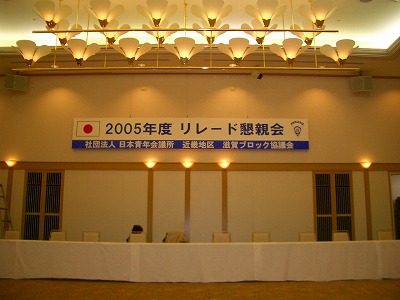 2005年度 リレード懇親会
社団法人 日本青年会議所 近畿地区 滋賀ブロック協議会